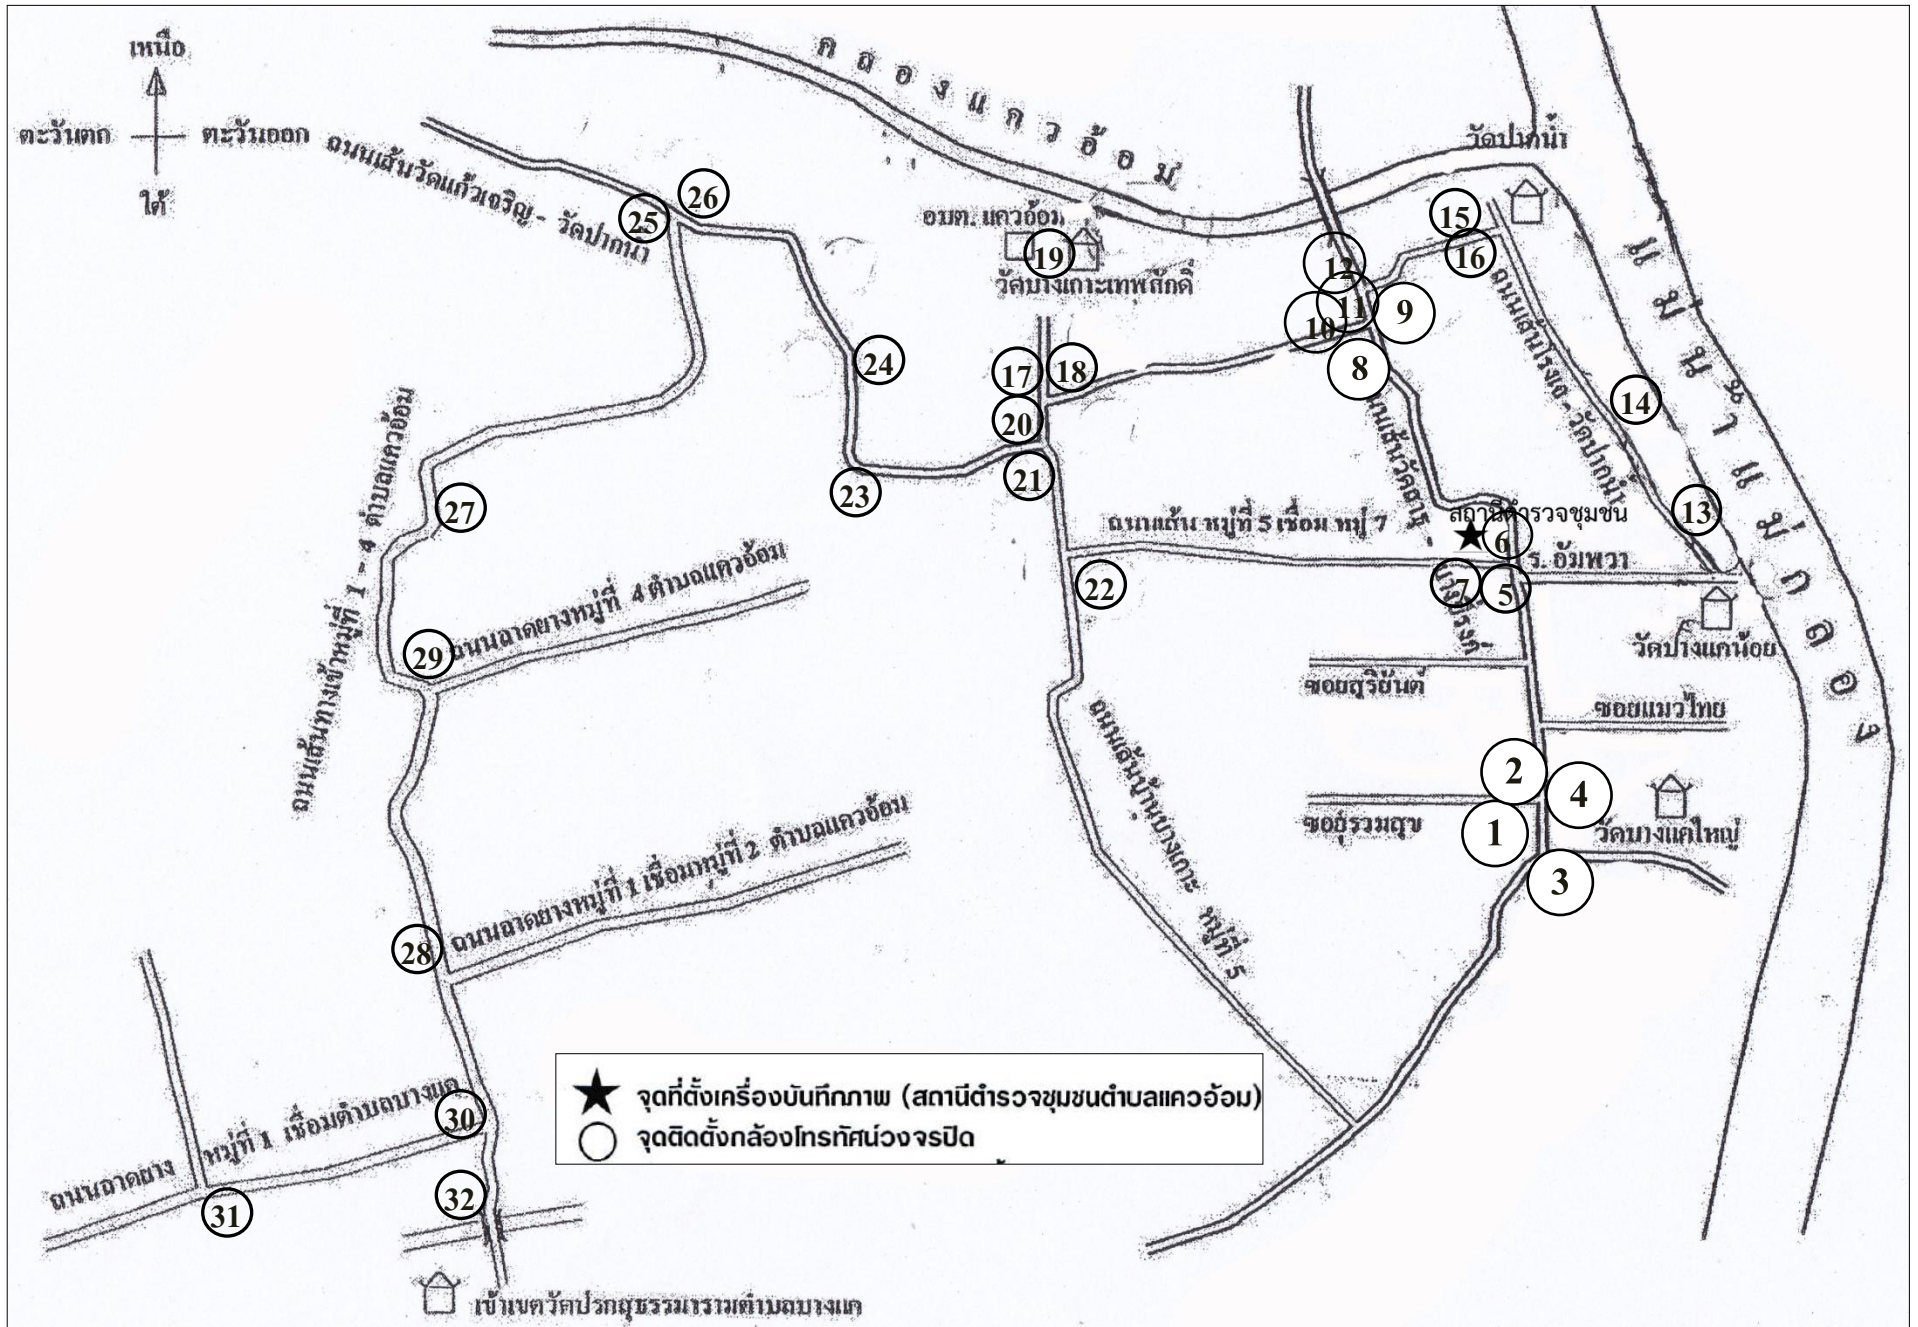 เหนือ
ตะวันตก
ตะวันออก
ใต้
คลองแควอ้อม
วัดปากน้ำ
ถนนเส้นวัดแก้วเจริญ - วัดปากน้ำ
26
25
15
16
อบต. แควอ้อม
19
วัดบางเกาะเทพศักดิ์
12
11
10
9
8
แม่น้ำแม่กลอง
24
17
18
20
21
23
14
ถนนเส้นโรงเจ - วัดปากน้ำ
13
ถนนเส้นทางเข้าหมู่ที่ 1 - 4 ตำบลแควอ้อม
27
ถนนเส้น หมู่ที่ 5 เชื่อม หมู่ 7
สถานีตำรวจชุมชน
6
ร. อัมพวา
22
7
5
ถนนลาดยางหมู่ที่ 4 ตำบลแควอ้อม
29
วัดบางแคน้อย
ซอยสุริยันต์
ซอยแมวไทย
ถนนเส้นบ้านบางเกาะ หมู่ที่ 5
2
4
1
ซอยรวมสุข
วัดบางแคใหญ่
3
ถนนลาดยางหมู่ที่ 1 เชื่อมหมู่ที่ 2 ตำบลแควอ้อม
28
30
ถนนลาดยาง หมู่ที่ 1 เชื่อมตำบลบางแค
31
32
★ จุดที่ตั้งเครื่องบันทึกภาพ (สถานีตำรวจชุมชนตำบลแควอ้อม)
จุดติดตั้งกล้องโทรทัศน์วงจรปิด
เข้าเขตวัดปรกสุธรรมารามตำบลบางแค